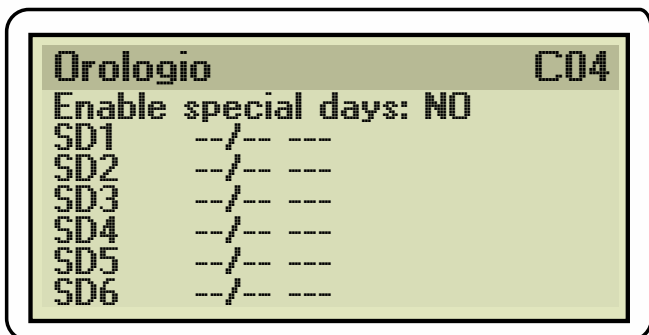 Orologio C04
Enable special days: NO
SD1 --/-- ---
SD2 --/-- ---
SD3 --/-- ---
SD4 --/-- ---
SD5 --/-- ---
SD6 --/-- ---